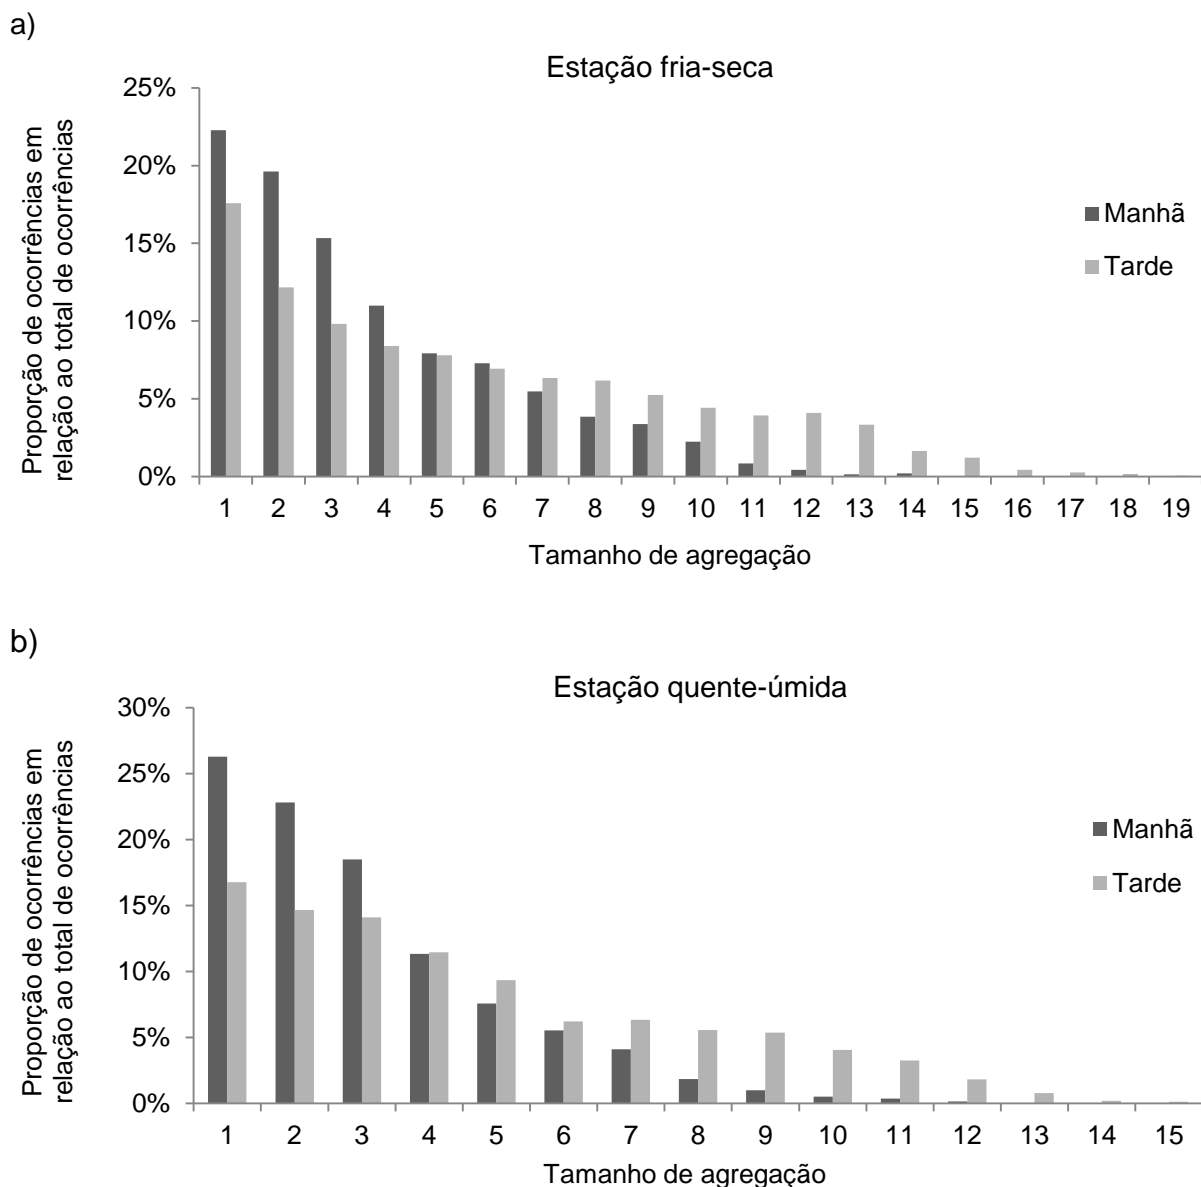 a)
Estação fria-seca
Proporção de ocorrências em
relação ao total de ocorrências
25%
20%
15%
10%
5%
0%
Manhã
Tarde
1 2 3 4 5 6 7 8 9 10 11 12 13 14 15 16 17 18 19
Tamanho de agregação
b)
Estação quente-úmida
Proporção de ocorrências em
relação ao total de ocorrências
30%
25%
20%
15%
10%
5%
0%
Manhã
Tarde
1 2 3 4 5 6 7 8 9 10 11 12 13 14 15
Tamanho de agregação